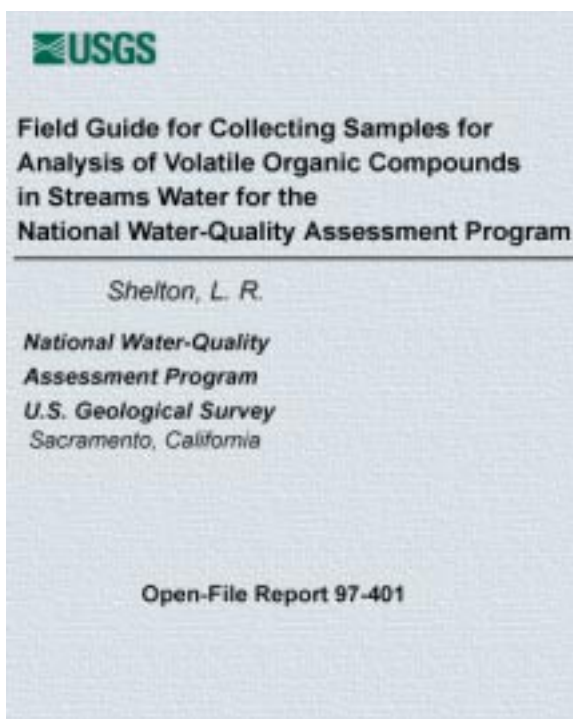 USGS
Field Guide for Collecting Samples for
Analysis of Volatile Organic Compounds
in Streams Water for the
National Water-Quality Assessment Program
Shelton, L. R.
National Water-Quality
Assessment Program
U.S. Geological Survey
Sacramento, California
Open-File Report 97-401